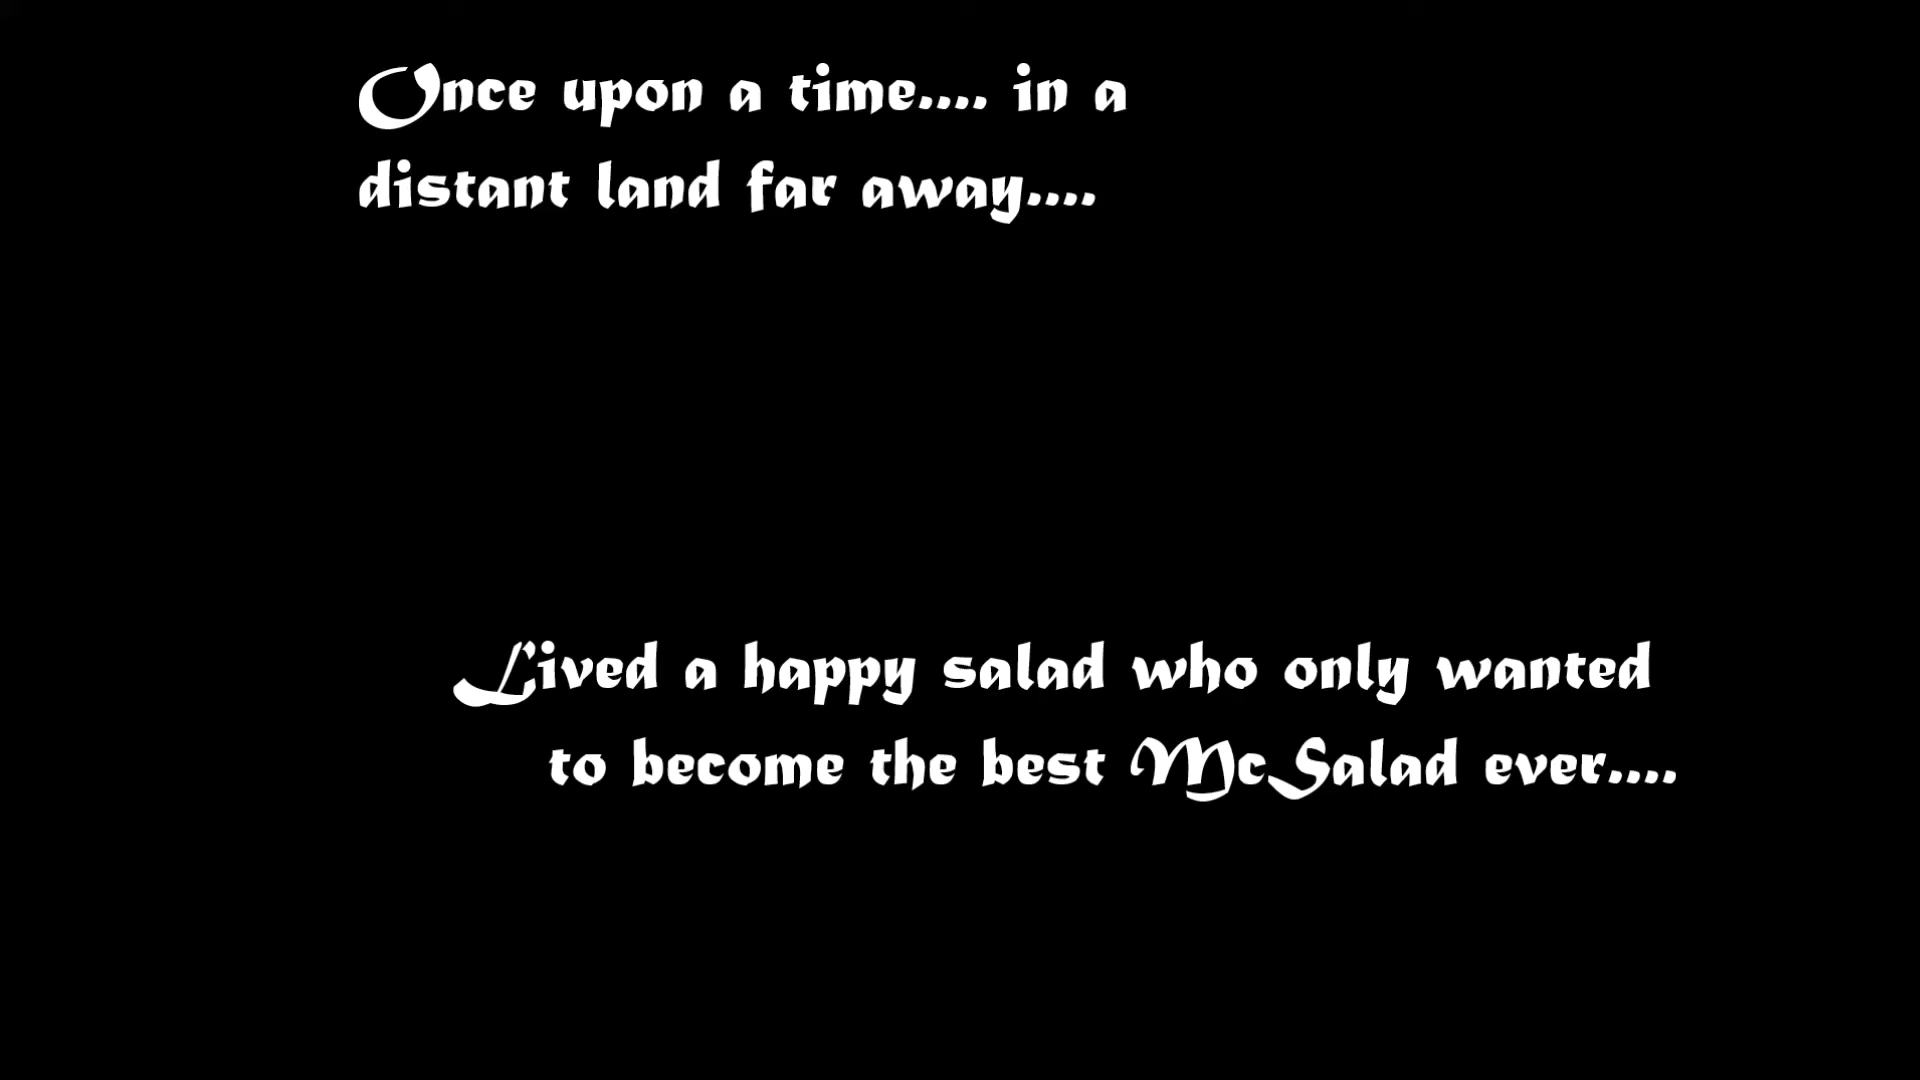 Once upon a time.... in a
distant land far away....
Lived a happy salad who only wanted
to become the best McSalad ever....